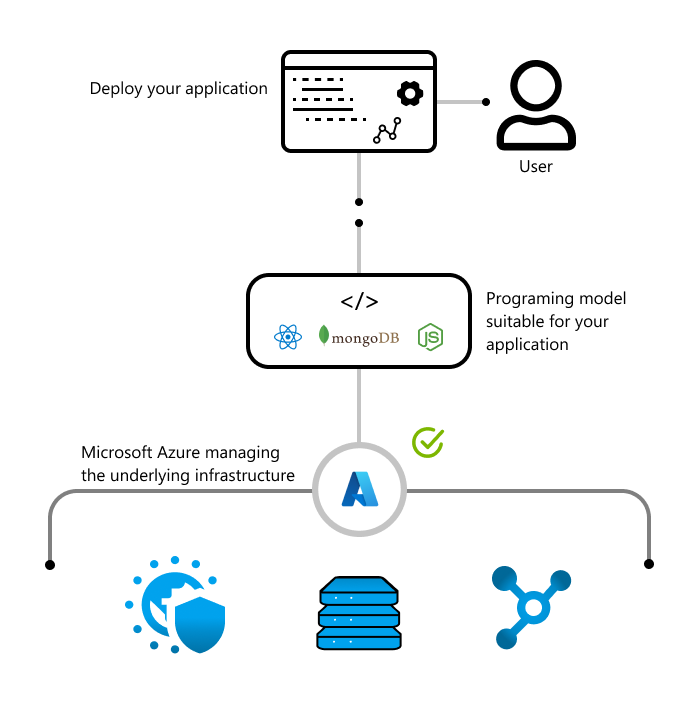 Deploy your application
User
</>
mongoDB
JS
Programing model
suitable for your
application
Microsoft Azure managing
the underlying infrastructure